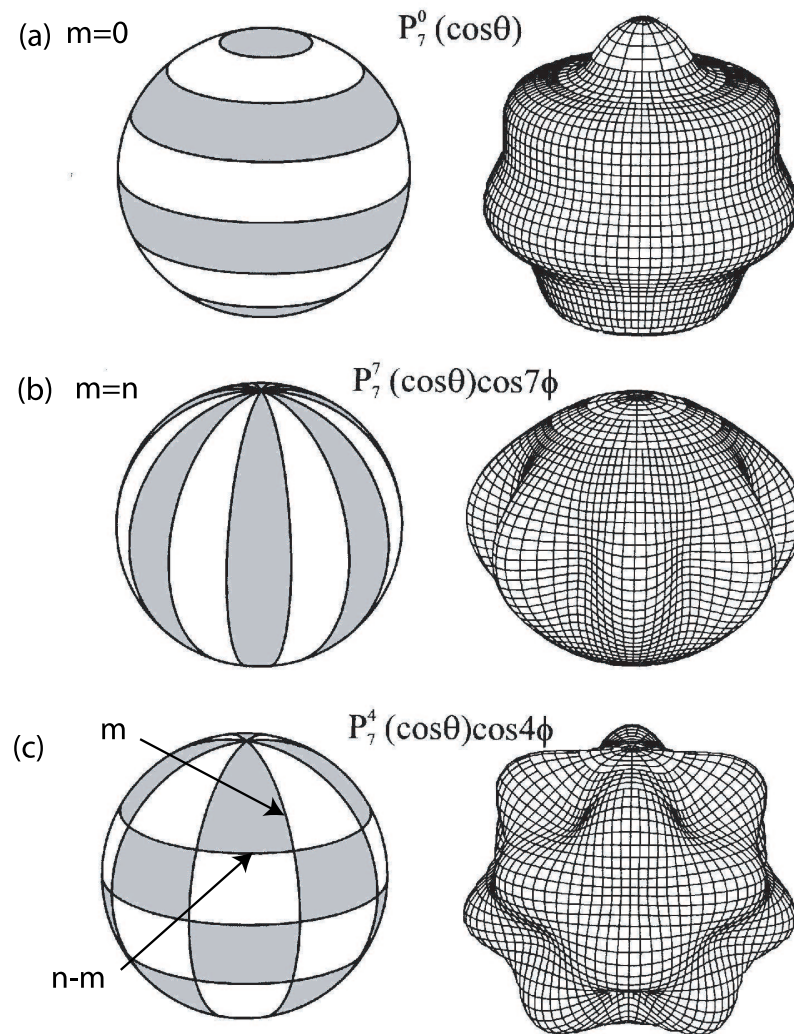 (a) m=0 P₇⁰ (cosθ)
(b) m=n P₇⁷ (cosθ)cos7ϕ
(c) m P₇⁴ (cosθ)cos4ϕ
n-m